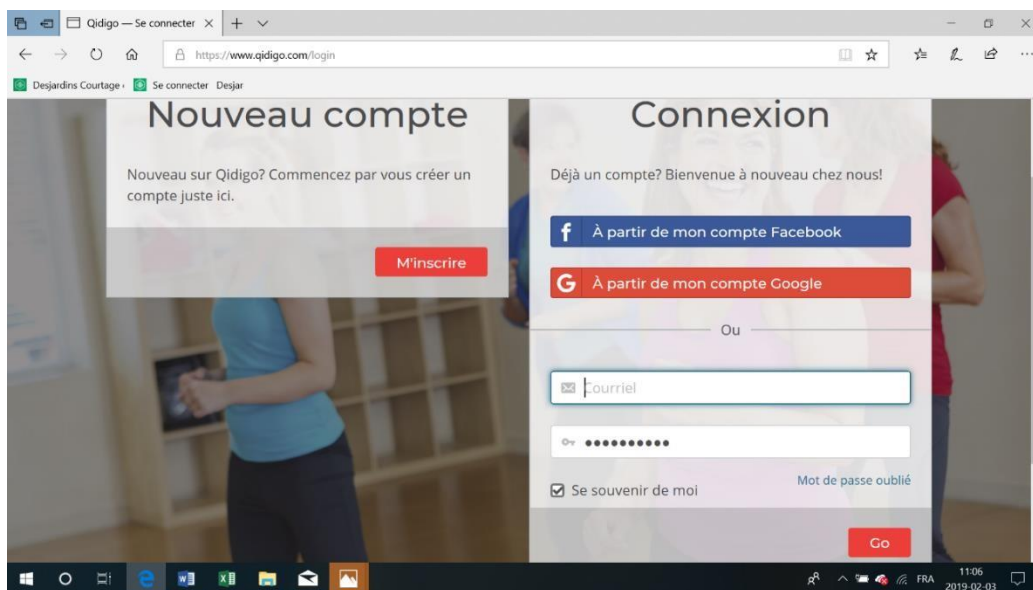 Qidigo — Se connecter
https://www.qidigo.com/login
Desjardins Courtage
Se connecter Desjar
Nouveau compte
Nouveau sur Qidigo? Commencez par vous créer un
compte juste ici.
M'inscrire
Connexion
Déjà un compte? Bienvenue à nouveau chez nous!
f À partir de mon compte Facebook
G À partir de mon compte Google
Ou
Courriel
Se souvenir de moi
Mot de passe oublié
Go
FRA
11:06
2019-02-03